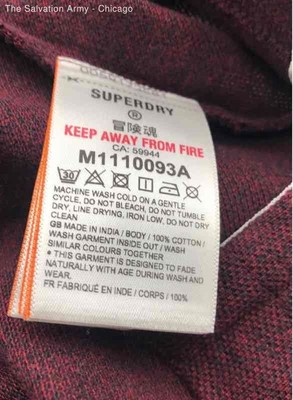 The Salvation Army - Chicago
SUPERDRY
®
冒険魂
KEEP AWAY FROM FIRE
CA: 59944
M1110093A
30
MACHINE WASH COLD ON A GENTLE
CYCLE, DO NOT BLEACH, DO NOT TUMBLE
DRY, LINE DRYING, IRON LOW, DO NOT DRY
CLEAN
GB MADE IN INDIA / BODY / 100% COTTON /
WASH GARMENT INSIDE OUT / WASH
SIMILAR COLOURS TOGETHER
* THIS GARMENT IS DESIGNED TO FADE
NATURALLY WITH AGE DURING WASH AND
WEAR.
FR FABRIQUÉ EN INDE / CORPS / 100%